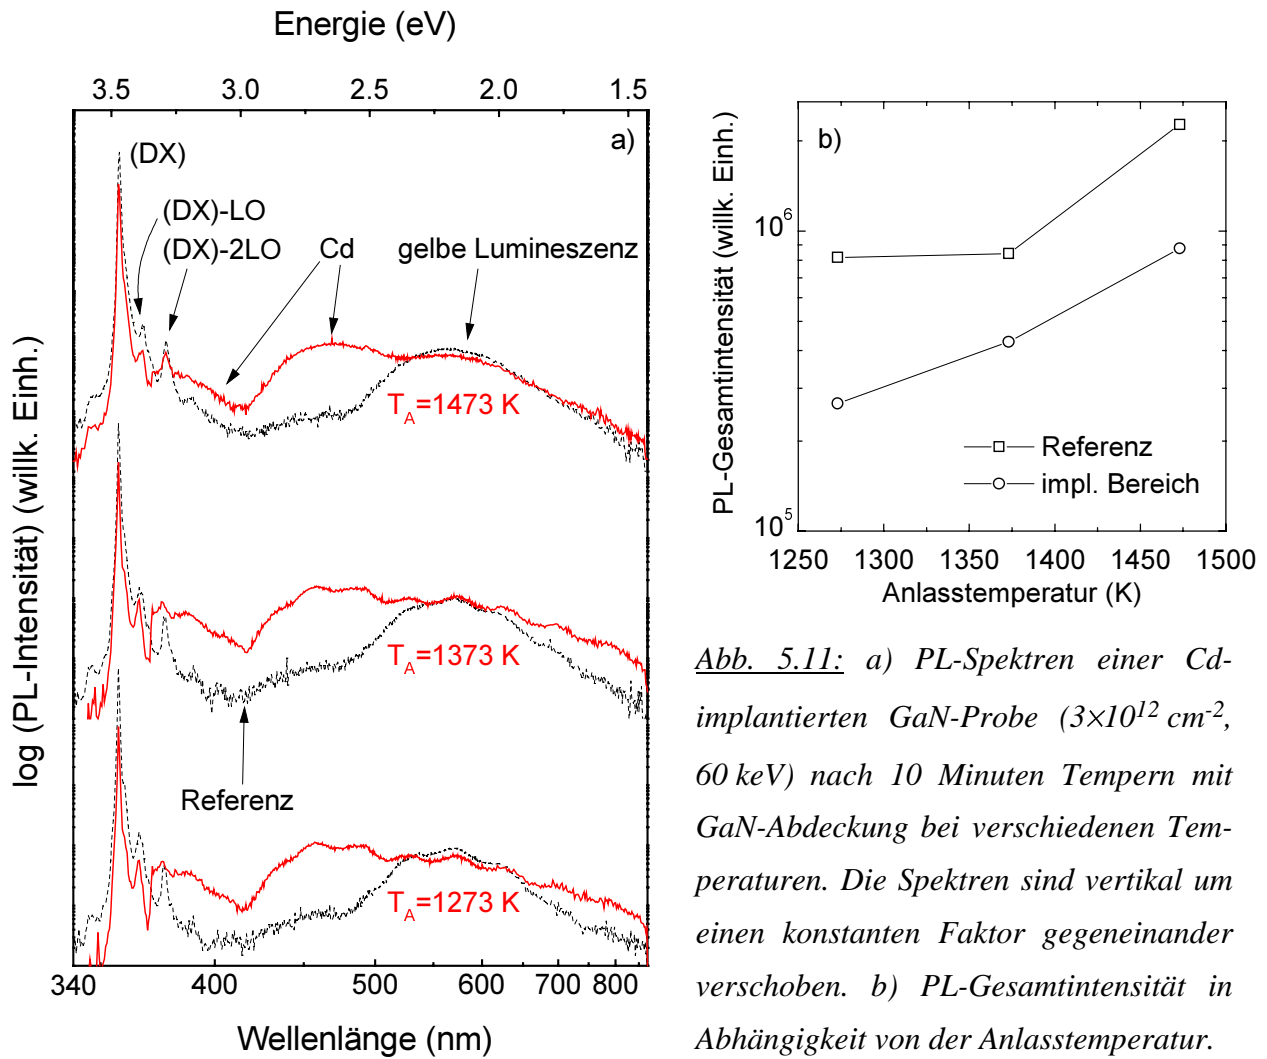 Energie (eV)
3.5 3.0 2.5 2.0 1.5
a)
(DX)
(DX)-LO
(DX)-2LO
Cd
gelbe Lumineszenz
T_A=1473 K
T_A=1373 K
Referenz
T_A=1273 K
log (PL-Intensität) (willk. Einh.)
340 400 500 600 700 800
Wellenlänge (nm)
b)
PL-Gesamtintensität (willk. Einh.)
10^6
10^5
Referenz
impl. Bereich
1250 1300 1350 1400 1450 1500
Anlasstemperatur (K)
Abb. 5.11: a) PL-Spektren einer Cd-
implantierten GaN-Probe (3×10^12 cm^-2,
60 keV) nach 10 Minuten Tempern mit
GaN-Abdeckung bei verschiedenen Tem-
peraturen. Die Spektren sind vertikal um
einen konstanten Faktor gegeneinander
verschoben. b) PL-Gesamtintensität in
Abhängigkeit von der Anlasstemperatur.